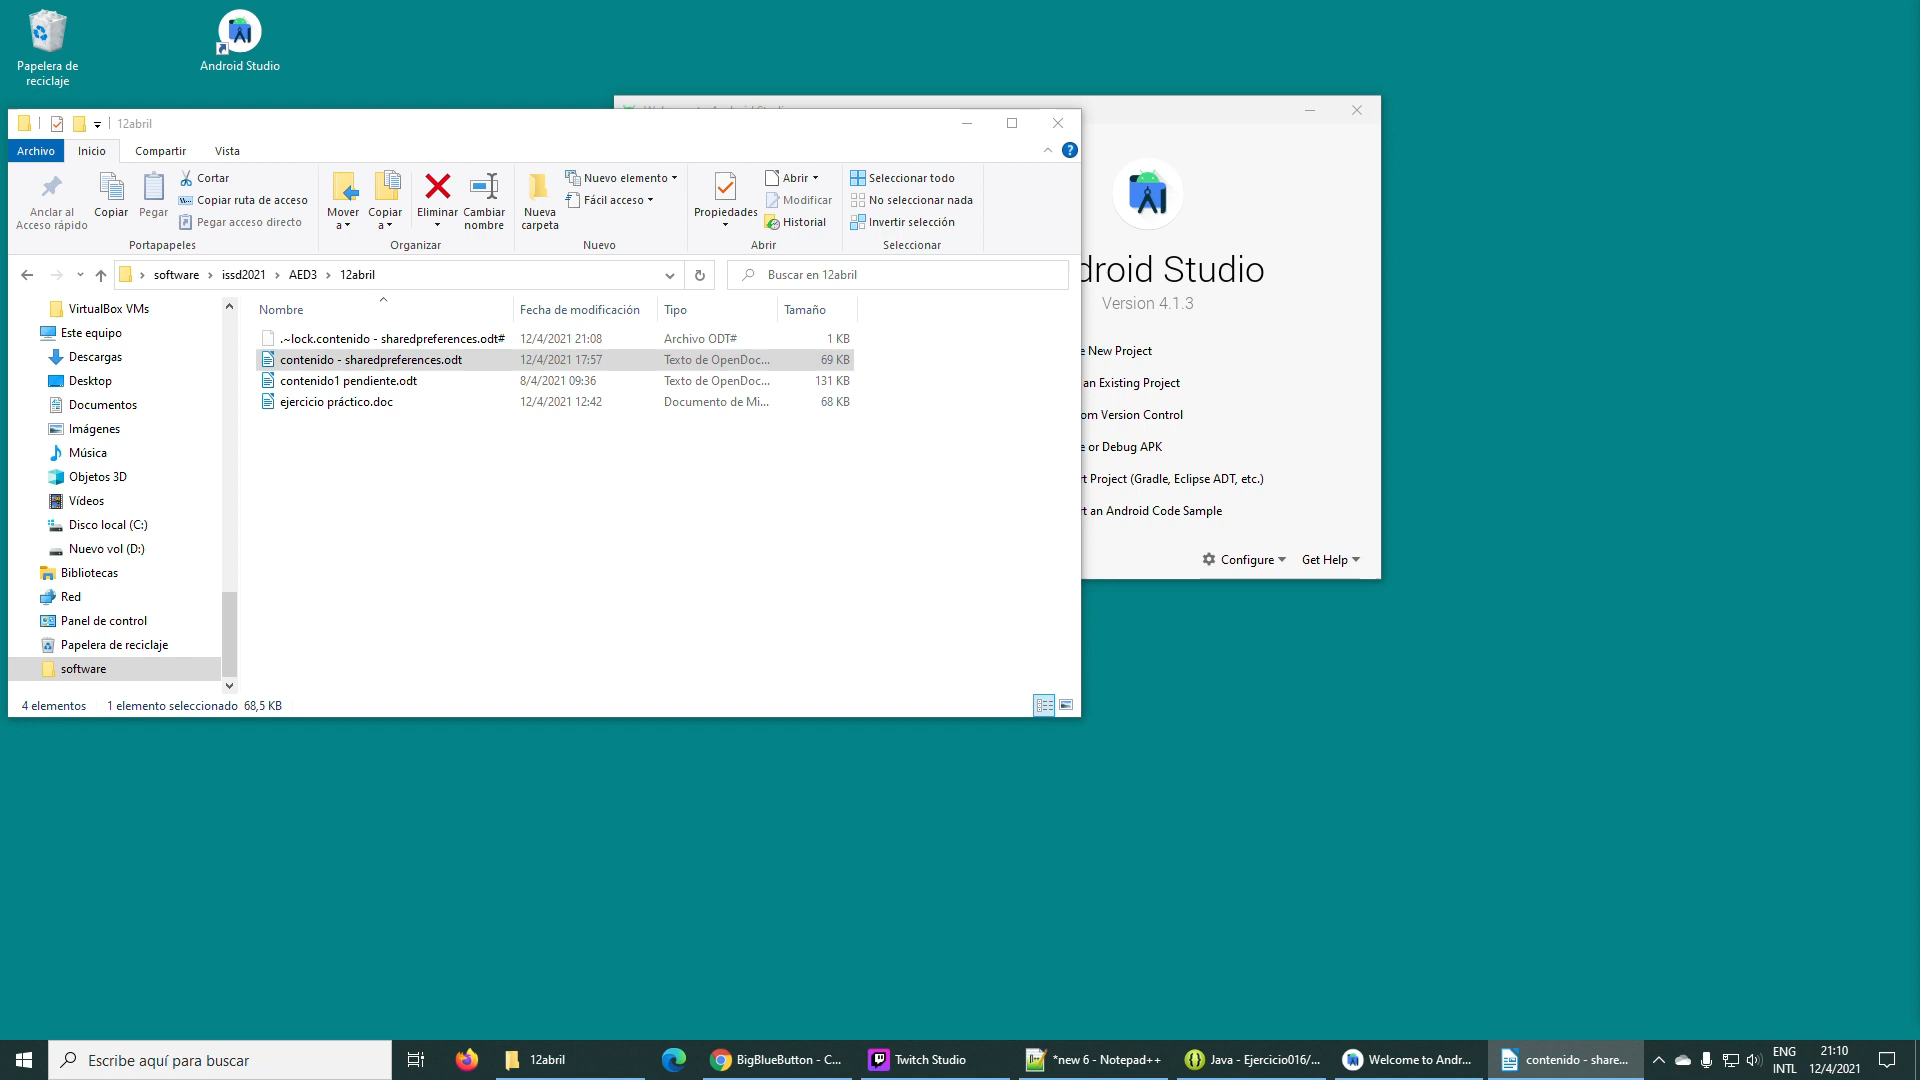 Papelera de
reciclaje
Android Studio
12abril
Archivo
Inicio
Compartir
Vista
Anclar al
Acceso rápido
Copiar
Pegar
Cortar
Copiar ruta de acceso
Pegar acceso directo
Portapapeles
Mover
a
Copiar
a
Eliminar
Cambiar
nombre
Organizar
Nueva
carpeta
Nuevo elemento
Fácil acceso
Nuevo
Propiedades
Abrir
Modificar
Historial
Abrir
Seleccionar todo
No seleccionar nada
Invertir selección
Seleccionar
software
issd2021
AED3
12abril
Buscar en 12abril
VirtualBox VMs
Este equipo
Descargas
Desktop
Documentos
Imágenes
Música
Objetos 3D
Vídeos
Disco local (C:)
Nuevo vol (D:)
Bibliotecas
Red
Panel de control
Papelera de reciclaje
software
Nombre Fecha de modificación Tipo Tamaño
.~lock.contenido - sharedpreferences.odt# 12/4/2021 21:08 Archivo ODT# 1 KB
contenido - sharedpreferences.odt 12/4/2021 17:57 Texto de OpenDoc... 69 KB
contenido1 pendiente.odt 8/4/2021 09:36 Texto de OpenDoc... 131 KB
ejercicio práctico.doc 12/4/2021 12:42 Documento de Mi... 68 KB
4 elementos 1 elemento seleccionado 68,5 KB
droid Studio
Version 4.1.3
e New Project
an Existing Project
om Version Control
e or Debug APK
rt Project (Gradle, Eclipse ADT, etc.)
rt an Android Code Sample
Configure
Get Help
Escribe aquí para buscar
12abril
BigBlueButton - C...
Twitch Studio
*new 6 - Notepad++
Java - Ejercicio016/...
Welcome to Andr...
contenido - share...
ENG
INTL
21:10
12/4/2021